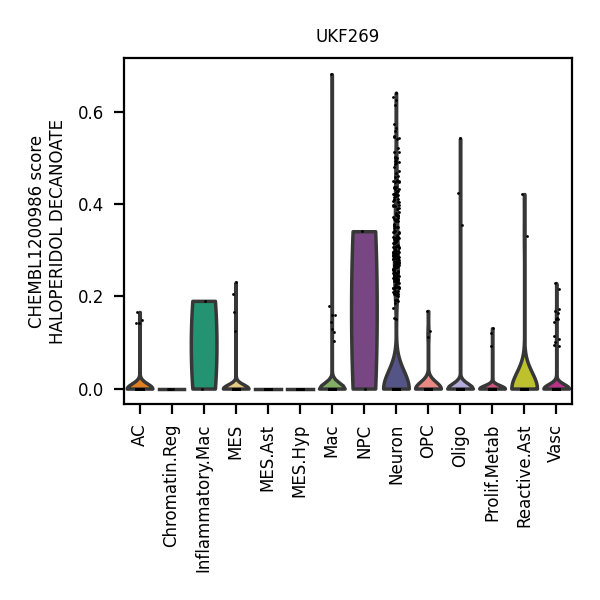 UKF269
CHEMBL1200986 score
HALOPERIDOL DECANOATE
0.6
0.4
0.2
0.0
AC
Chromatin.Reg
Inflammatory.Mac
MES
MES.Ast
MES.Hyp
Mac
NPC
Neuron
OPC
Oligo
Prolif.Metab
Reactive.Ast
Vasc